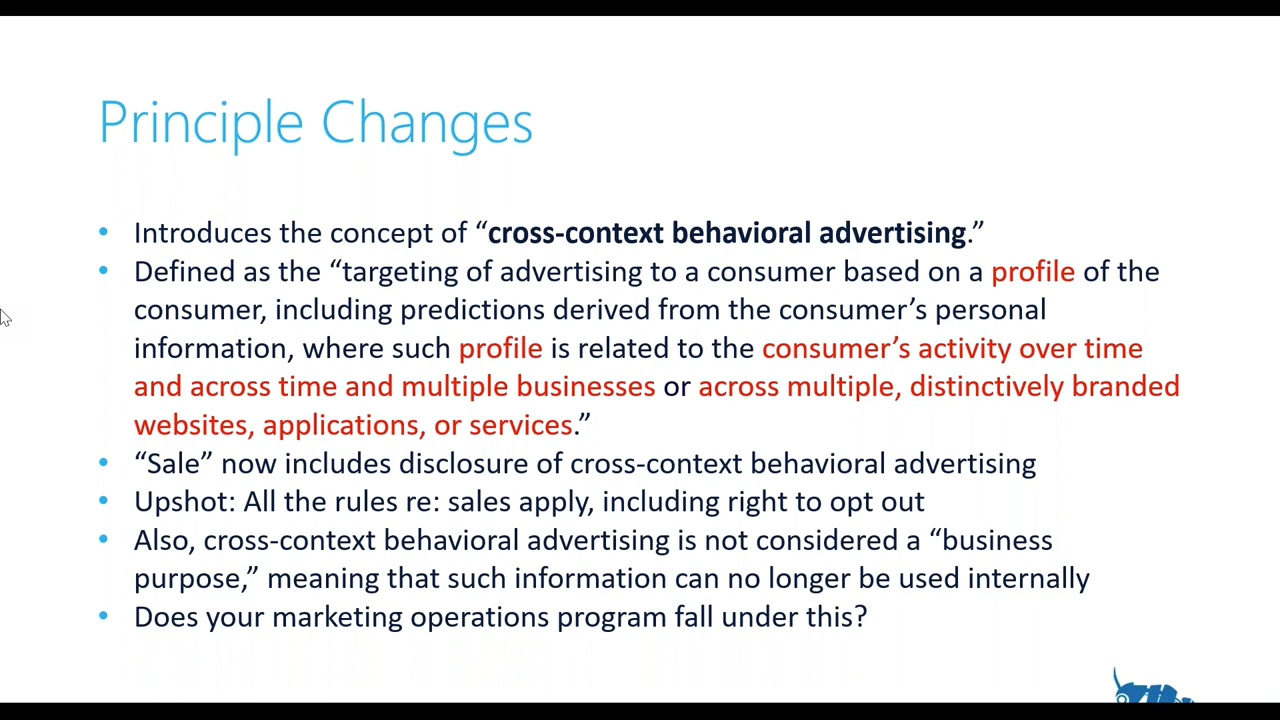 Principle Changes
• Introduces the concept of “cross-context behavioral advertising.”
• Defined as the “targeting of advertising to a consumer based on a profile of the
consumer, including predictions derived from the consumer’s personal
information, where such profile is related to the consumer’s activity over time
and across time and multiple businesses or across multiple, distinctively branded
websites, applications, or services.”
• “Sale” now includes disclosure of cross-context behavioral advertising
• Upshot: All the rules re: sales apply, including right to opt out
• Also, cross-context behavioral advertising is not considered a “business
purpose,” meaning that such information can no longer be used internally
• Does your marketing operations program fall under this?